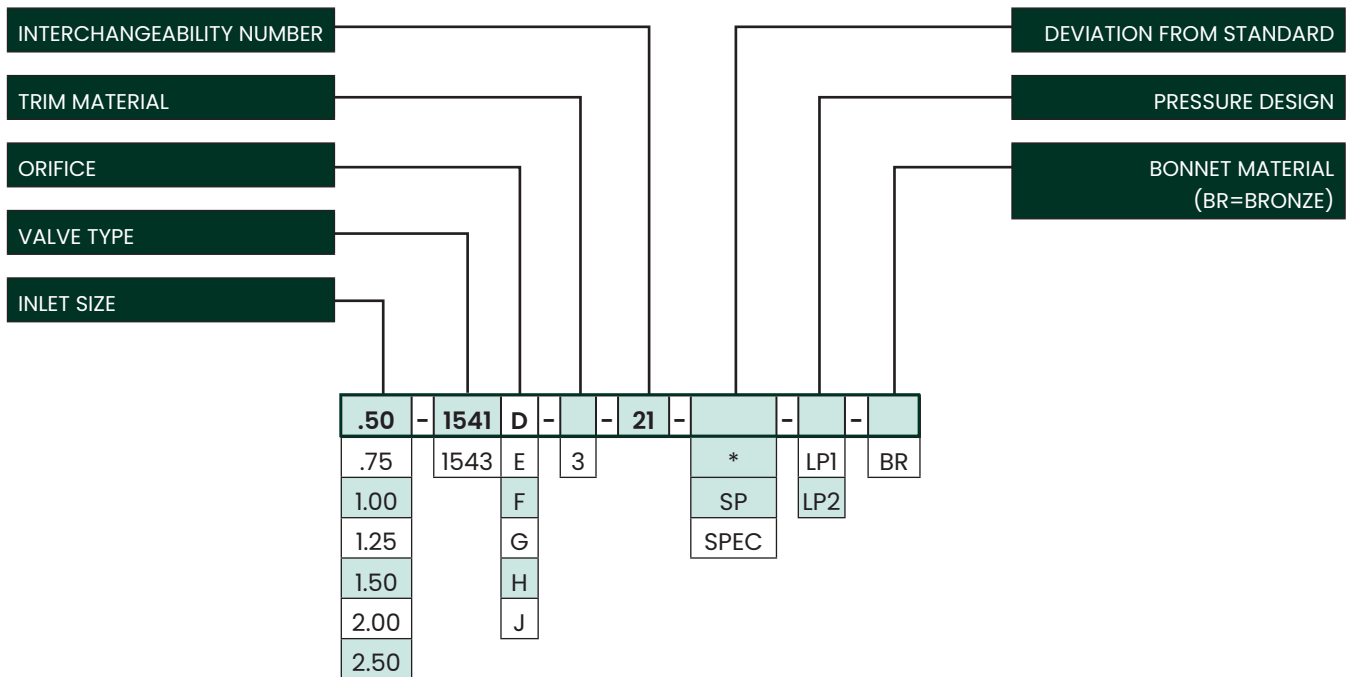 INTERCHANGEABILITY NUMBER
TRIM MATERIAL
ORIFICE
VALVE TYPE
INLET SIZE
DEVIATION FROM STANDARD
PRESSURE DESIGN
BONNET MATERIAL
(BR=BRONZE)
.50 - 1541 D - - 21 - - -
.75 1543 E 3 * LP1 BR
1.00 F SP LP2
1.25 G SPEC
1.50 H
2.00 J
2.50